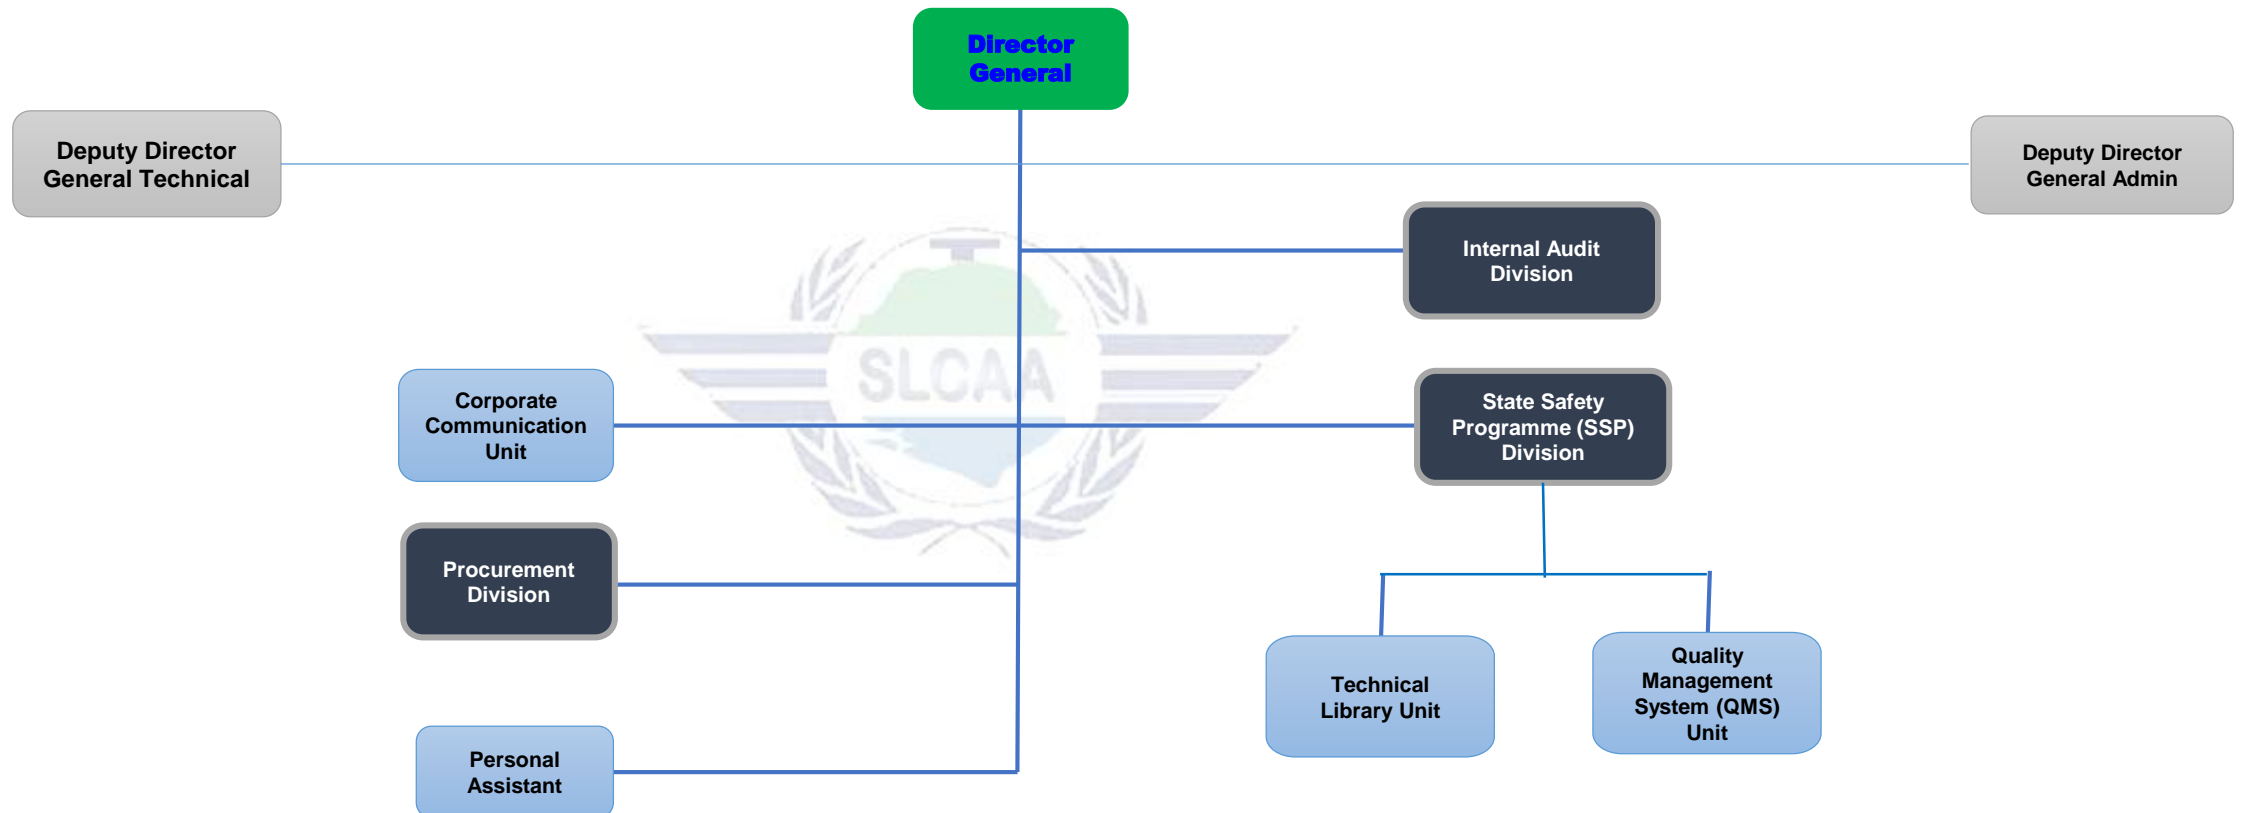 Director
General
Deputy Director
General Technical
Deputy Director
General Admin
Internal Audit
Division
SLCAA
Corporate
Communication
Unit
State Safety
Programme (SSP)
Division
Procurement
Division
Technical
Library Unit
Quality
Management
System (QMS)
Unit
Personal
Assistant